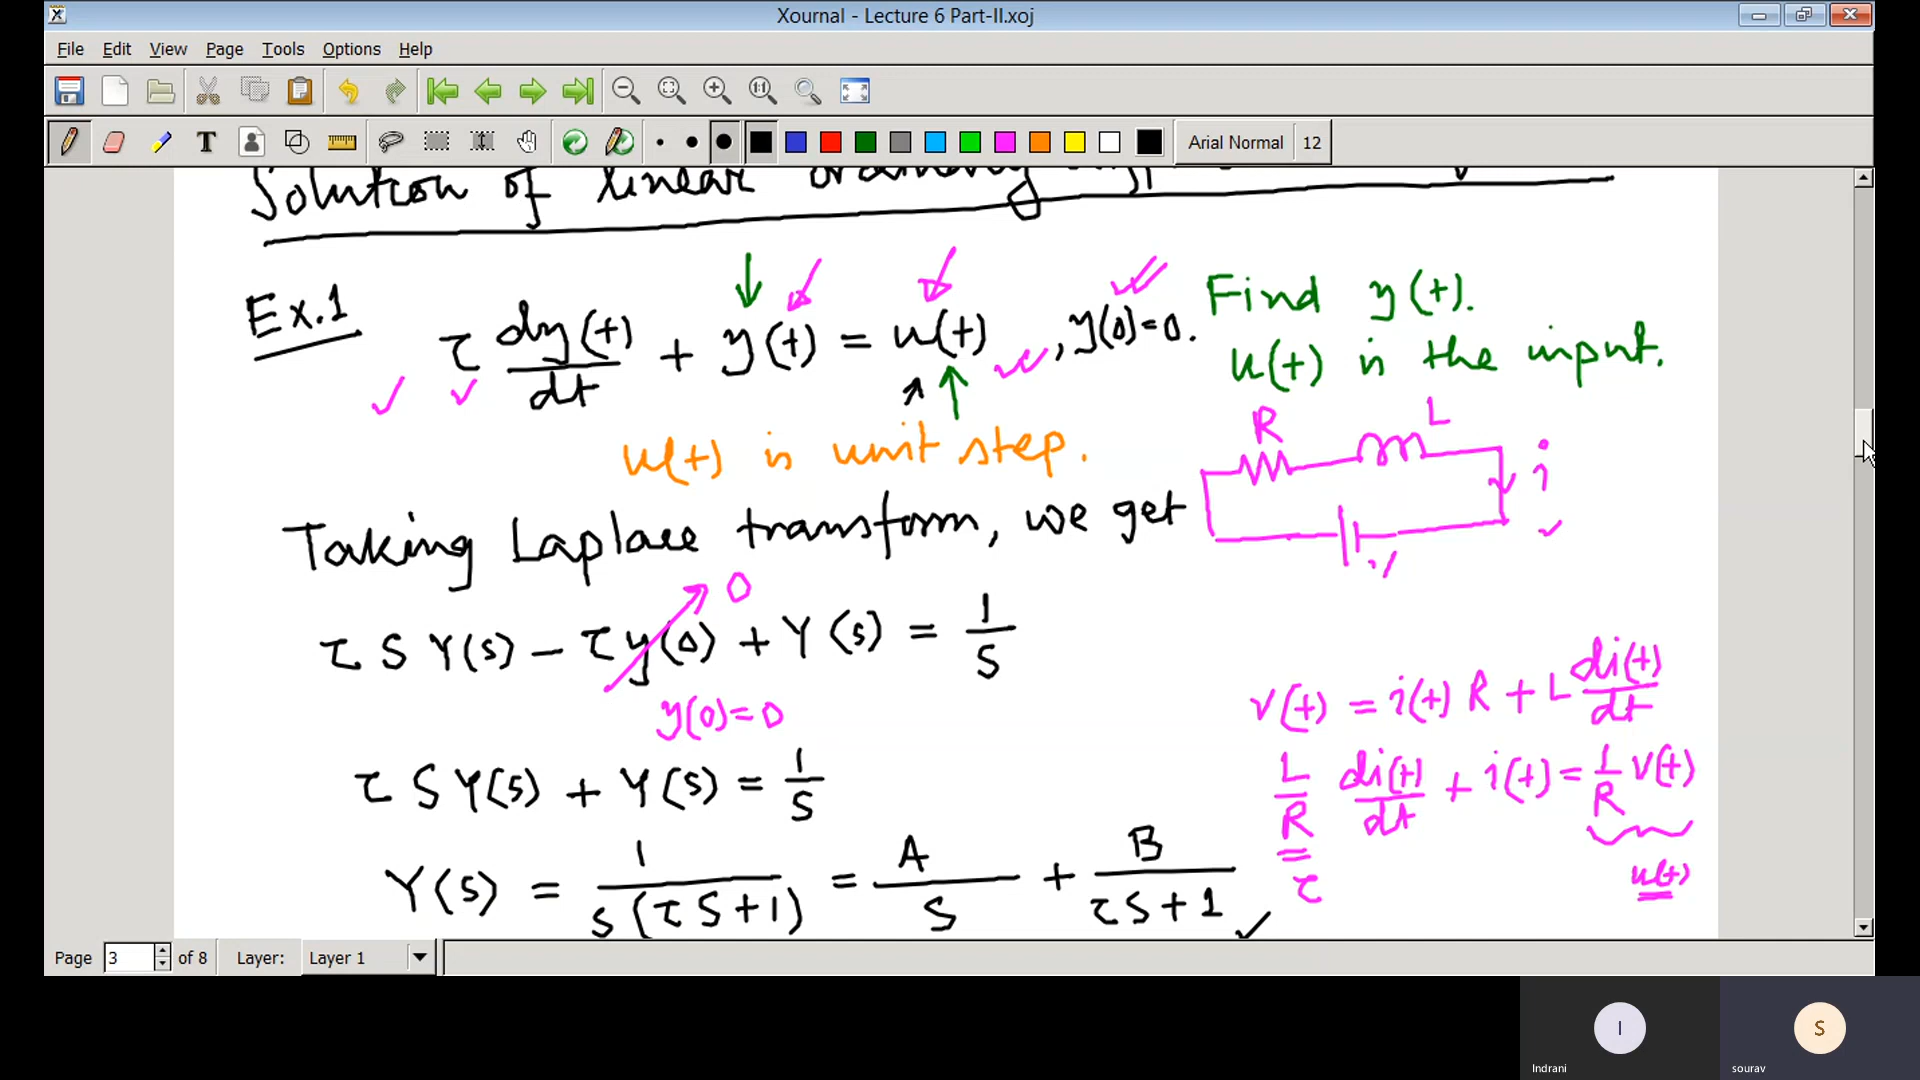 Xournal - Lecture 6 Part-II.xoj
File Edit View Page Tools Options Help
Arial Normal 12
Solution of linear
Ex.1
τ dy(t)/dt + y(t) = u(t), y(0)=0.
Find y(t).
u(t) is the input.
u(t) is unit step.
R L
i
v
Taking Laplace transform, we get
0
τ S Y(s) - τ y(0) + Y(s) = 1/S
y(0)=0
v(t) = i(t) R + L di(t)/dt
τ S Y(s) + Y(s) = 1/S
L/R di(t)/dt + i(t) = 1/R v(t)
τ u(t)
Y(s) = 1/s(τS+1) = A/S + B/τS+1
Page 3 of 8 Layer: Layer 1
I S
Indrani sourav